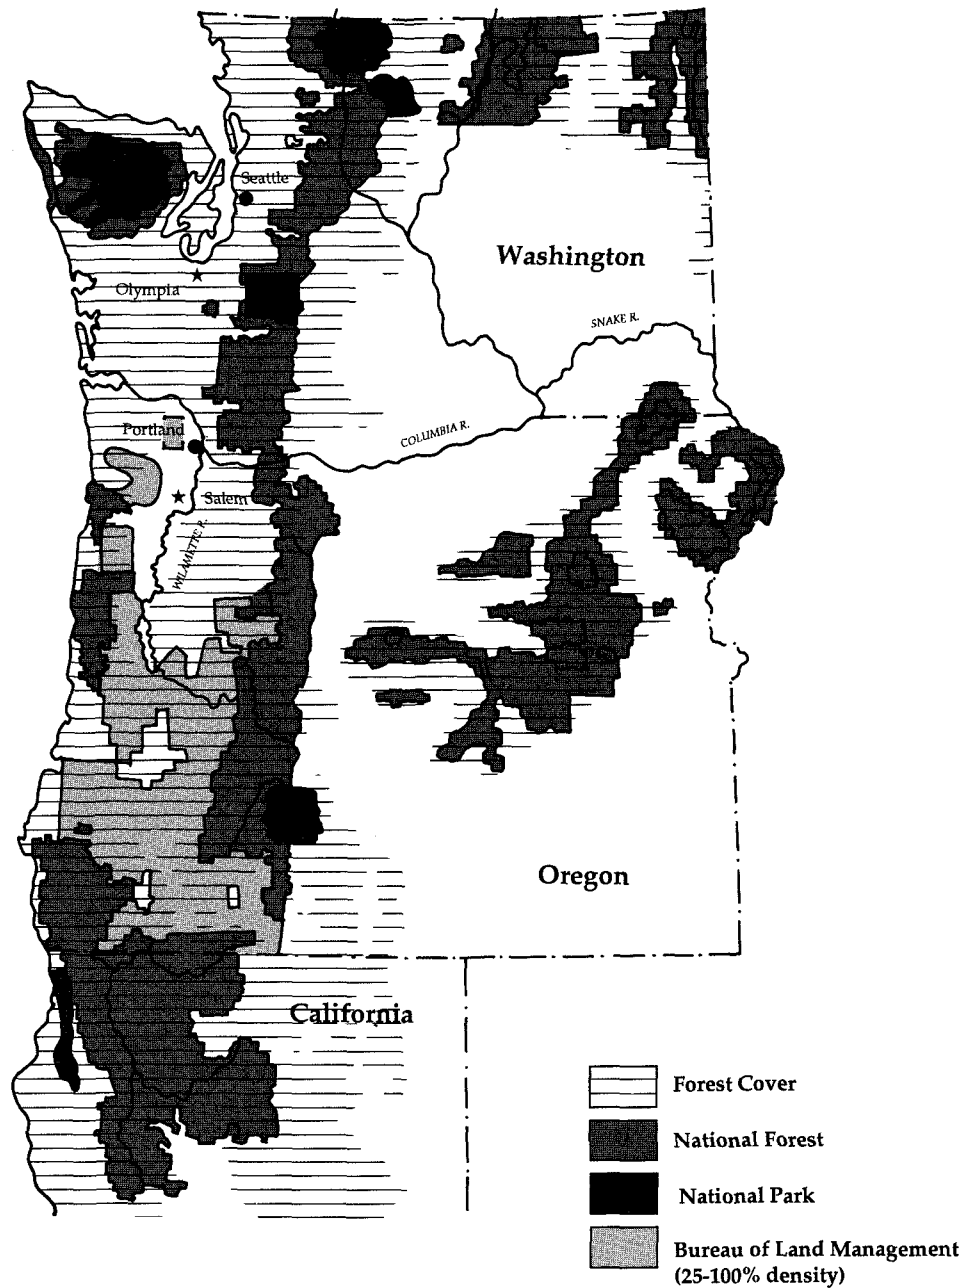 Seattle
Washington
Olympia
SNAKE R.
Portland
COLUMBIA R.
Salem
WILAMETTE R.
Oregon
California
Forest Cover
National Forest
National Park
Bureau of Land Management
(25-100% density)